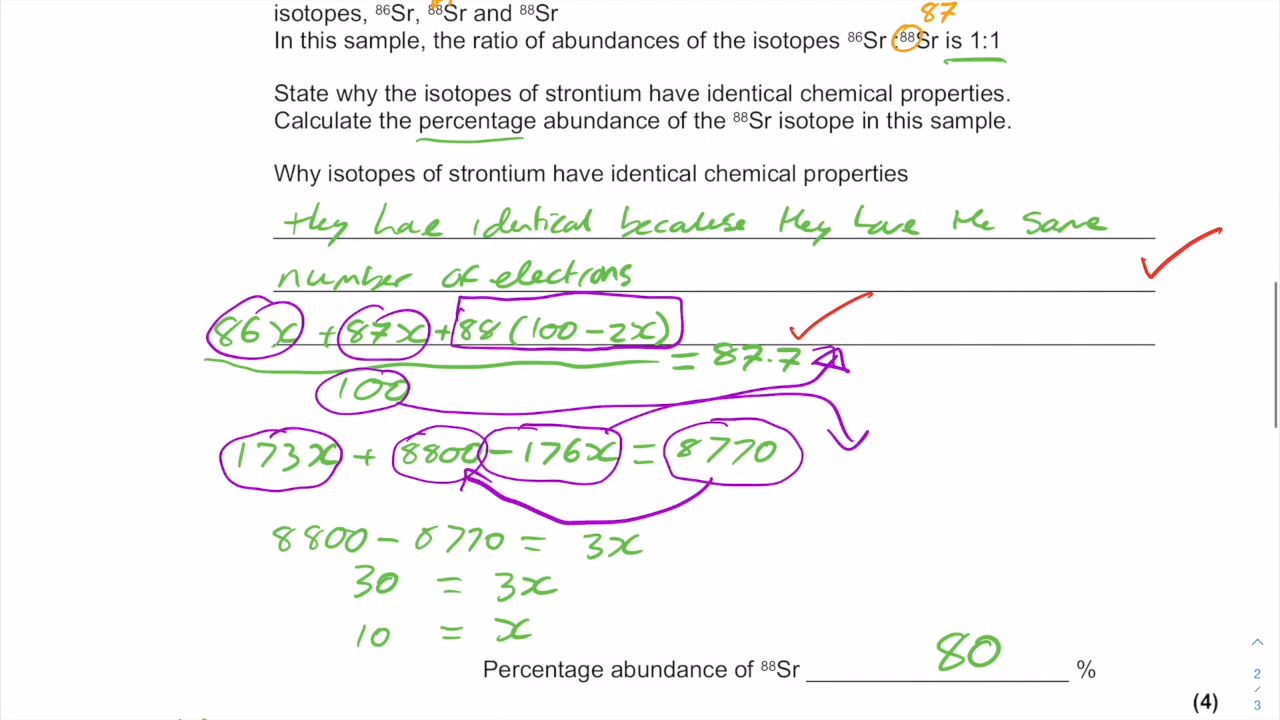 87
isotopes, ⁸⁶Sr, ⁸⁸Sr and ⁸⁸Sr
In this sample, the ratio of abundances of the isotopes ⁸⁶Sr :⁸⁸Sr is 1:1
State why the isotopes of strontium have identical chemical properties.
Calculate the percentage abundance of the ⁸⁸Sr isotope in this sample.
Why isotopes of strontium have identical chemical properties
they have identical because they have the same
number of electrons
86x + 87x + 88(100-2x)
= 87.7
100
173x + 8800 - 176x = 8770
8800 - 8770 = 3x
30 = 3x
10 = x
80
Percentage abundance of ⁸⁸Sr %
(4)
2
/
3